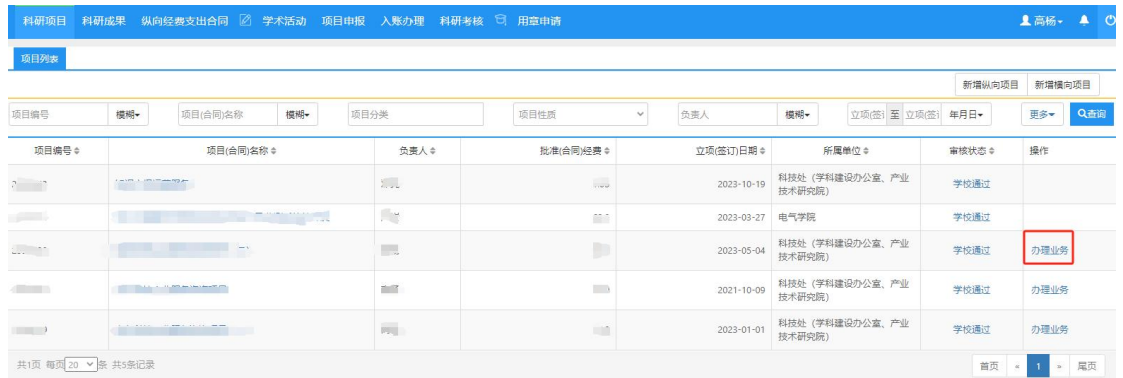 科研项目 科研成果 纵向经费支出合同 学术活动 项目申报 入账办理 科研考核 用章申请 高杨
项目列表
新增纵向项目 新增横向项目
项目编号 模糊 项目(合同)名称 模糊 项目分类 项目性质 负责人 模糊 立项(签订 至 立项(签订 年月日 更多 查询
项目编号 项目(合同)名称 负责人 批准(合同)经费 立项(签订)日期 所属单位 审核状态 操作
2023-10-19 科技处（学科建设办公室、产业技术研究院） 学校通过
2023-03-27 电气学院 学校通过
2023-05-04 科技处（学科建设办公室、产业技术研究院） 学校通过 办理业务
2021-10-09 科技处（学科建设办公室、产业技术研究院） 学校通过 办理业务
2023-01-01 科技处（学科建设办公室、产业技术研究院） 学校通过 办理业务
共1页 每页 20 条 共5条记录 首页 « 1 » 尾页